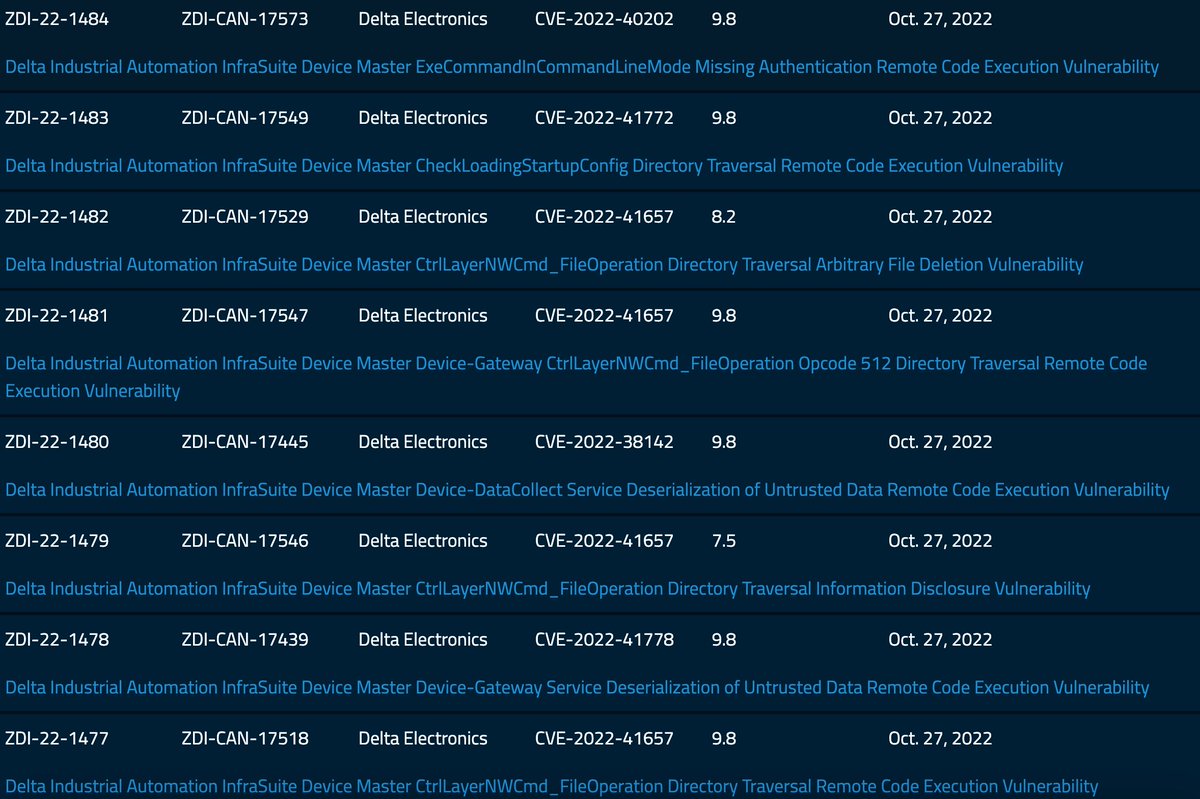 ZDI-22-1484 ZDI-CAN-17573 Delta Electronics CVE-2022-40202 9.8 Oct. 27, 2022
Delta Industrial Automation InfraSuite Device Master ExeCommandInCommandLineMode Missing Authentication Remote Code Execution Vulnerability
ZDI-22-1483 ZDI-CAN-17549 Delta Electronics CVE-2022-41772 9.8 Oct. 27, 2022
Delta Industrial Automation InfraSuite Device Master CheckLoadingStartupConfig Directory Traversal Remote Code Execution Vulnerability
ZDI-22-1482 ZDI-CAN-17529 Delta Electronics CVE-2022-41657 8.2 Oct. 27, 2022
Delta Industrial Automation InfraSuite Device Master CtrlLayerNWCmd_FileOperation Directory Traversal Arbitrary File Deletion Vulnerability
ZDI-22-1481 ZDI-CAN-17547 Delta Electronics CVE-2022-41657 9.8 Oct. 27, 2022
Delta Industrial Automation InfraSuite Device Master Device-Gateway CtrlLayerNWCmd_FileOperation Opcode 512 Directory Traversal Remote Code
Execution Vulnerability
ZDI-22-1480 ZDI-CAN-17445 Delta Electronics CVE-2022-38142 9.8 Oct. 27, 2022
Delta Industrial Automation InfraSuite Device Master Device-DataCollect Service Deserialization of Untrusted Data Remote Code Execution Vulnerability
ZDI-22-1479 ZDI-CAN-17546 Delta Electronics CVE-2022-41657 7.5 Oct. 27, 2022
Delta Industrial Automation InfraSuite Device Master CtrlLayerNWCmd_FileOperation Directory Traversal Information Disclosure Vulnerability
ZDI-22-1478 ZDI-CAN-17439 Delta Electronics CVE-2022-41778 9.8 Oct. 27, 2022
Delta Industrial Automation InfraSuite Device Master Device-Gateway Service Deserialization of Untrusted Data Remote Code Execution Vulnerability
ZDI-22-1477 ZDI-CAN-17518 Delta Electronics CVE-2022-41657 9.8 Oct. 27, 2022
Delta Industrial Automation InfraSuite Device Master CtrlLayerNWCmd_FileOperation Directory Traversal Remote Code Execution Vulnerability